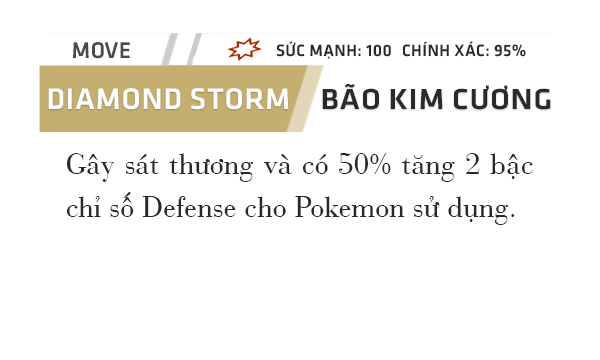 MOVE SỨC MẠNH: 100 CHÍNH XÁC: 95%
DIAMOND STORM BÃO KIM CƯƠNG
Gây sát thương và có 50% tăng 2 bậc
chỉ số Defense cho Pokemon sử dụng.